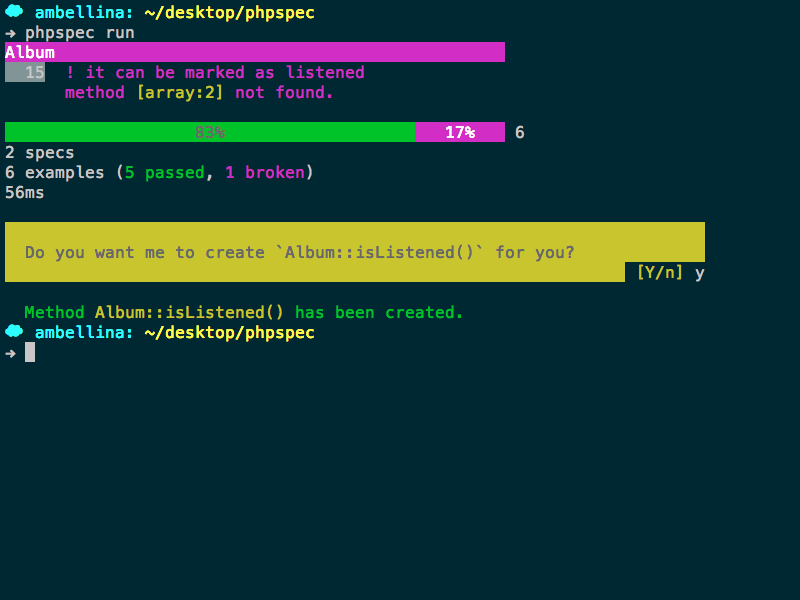 ambellina: ~/desktop/phpspec
→ phpspec run
Album
15 ! it can be marked as listened
method [array:2] not found.
83% 17% 6
2 specs
6 examples (5 passed, 1 broken)
56ms
Do you want me to create `Album::isListened()` for you?
[Y/n] y
Method Album::isListened() has been created.
ambellina: ~/desktop/phpspec
→